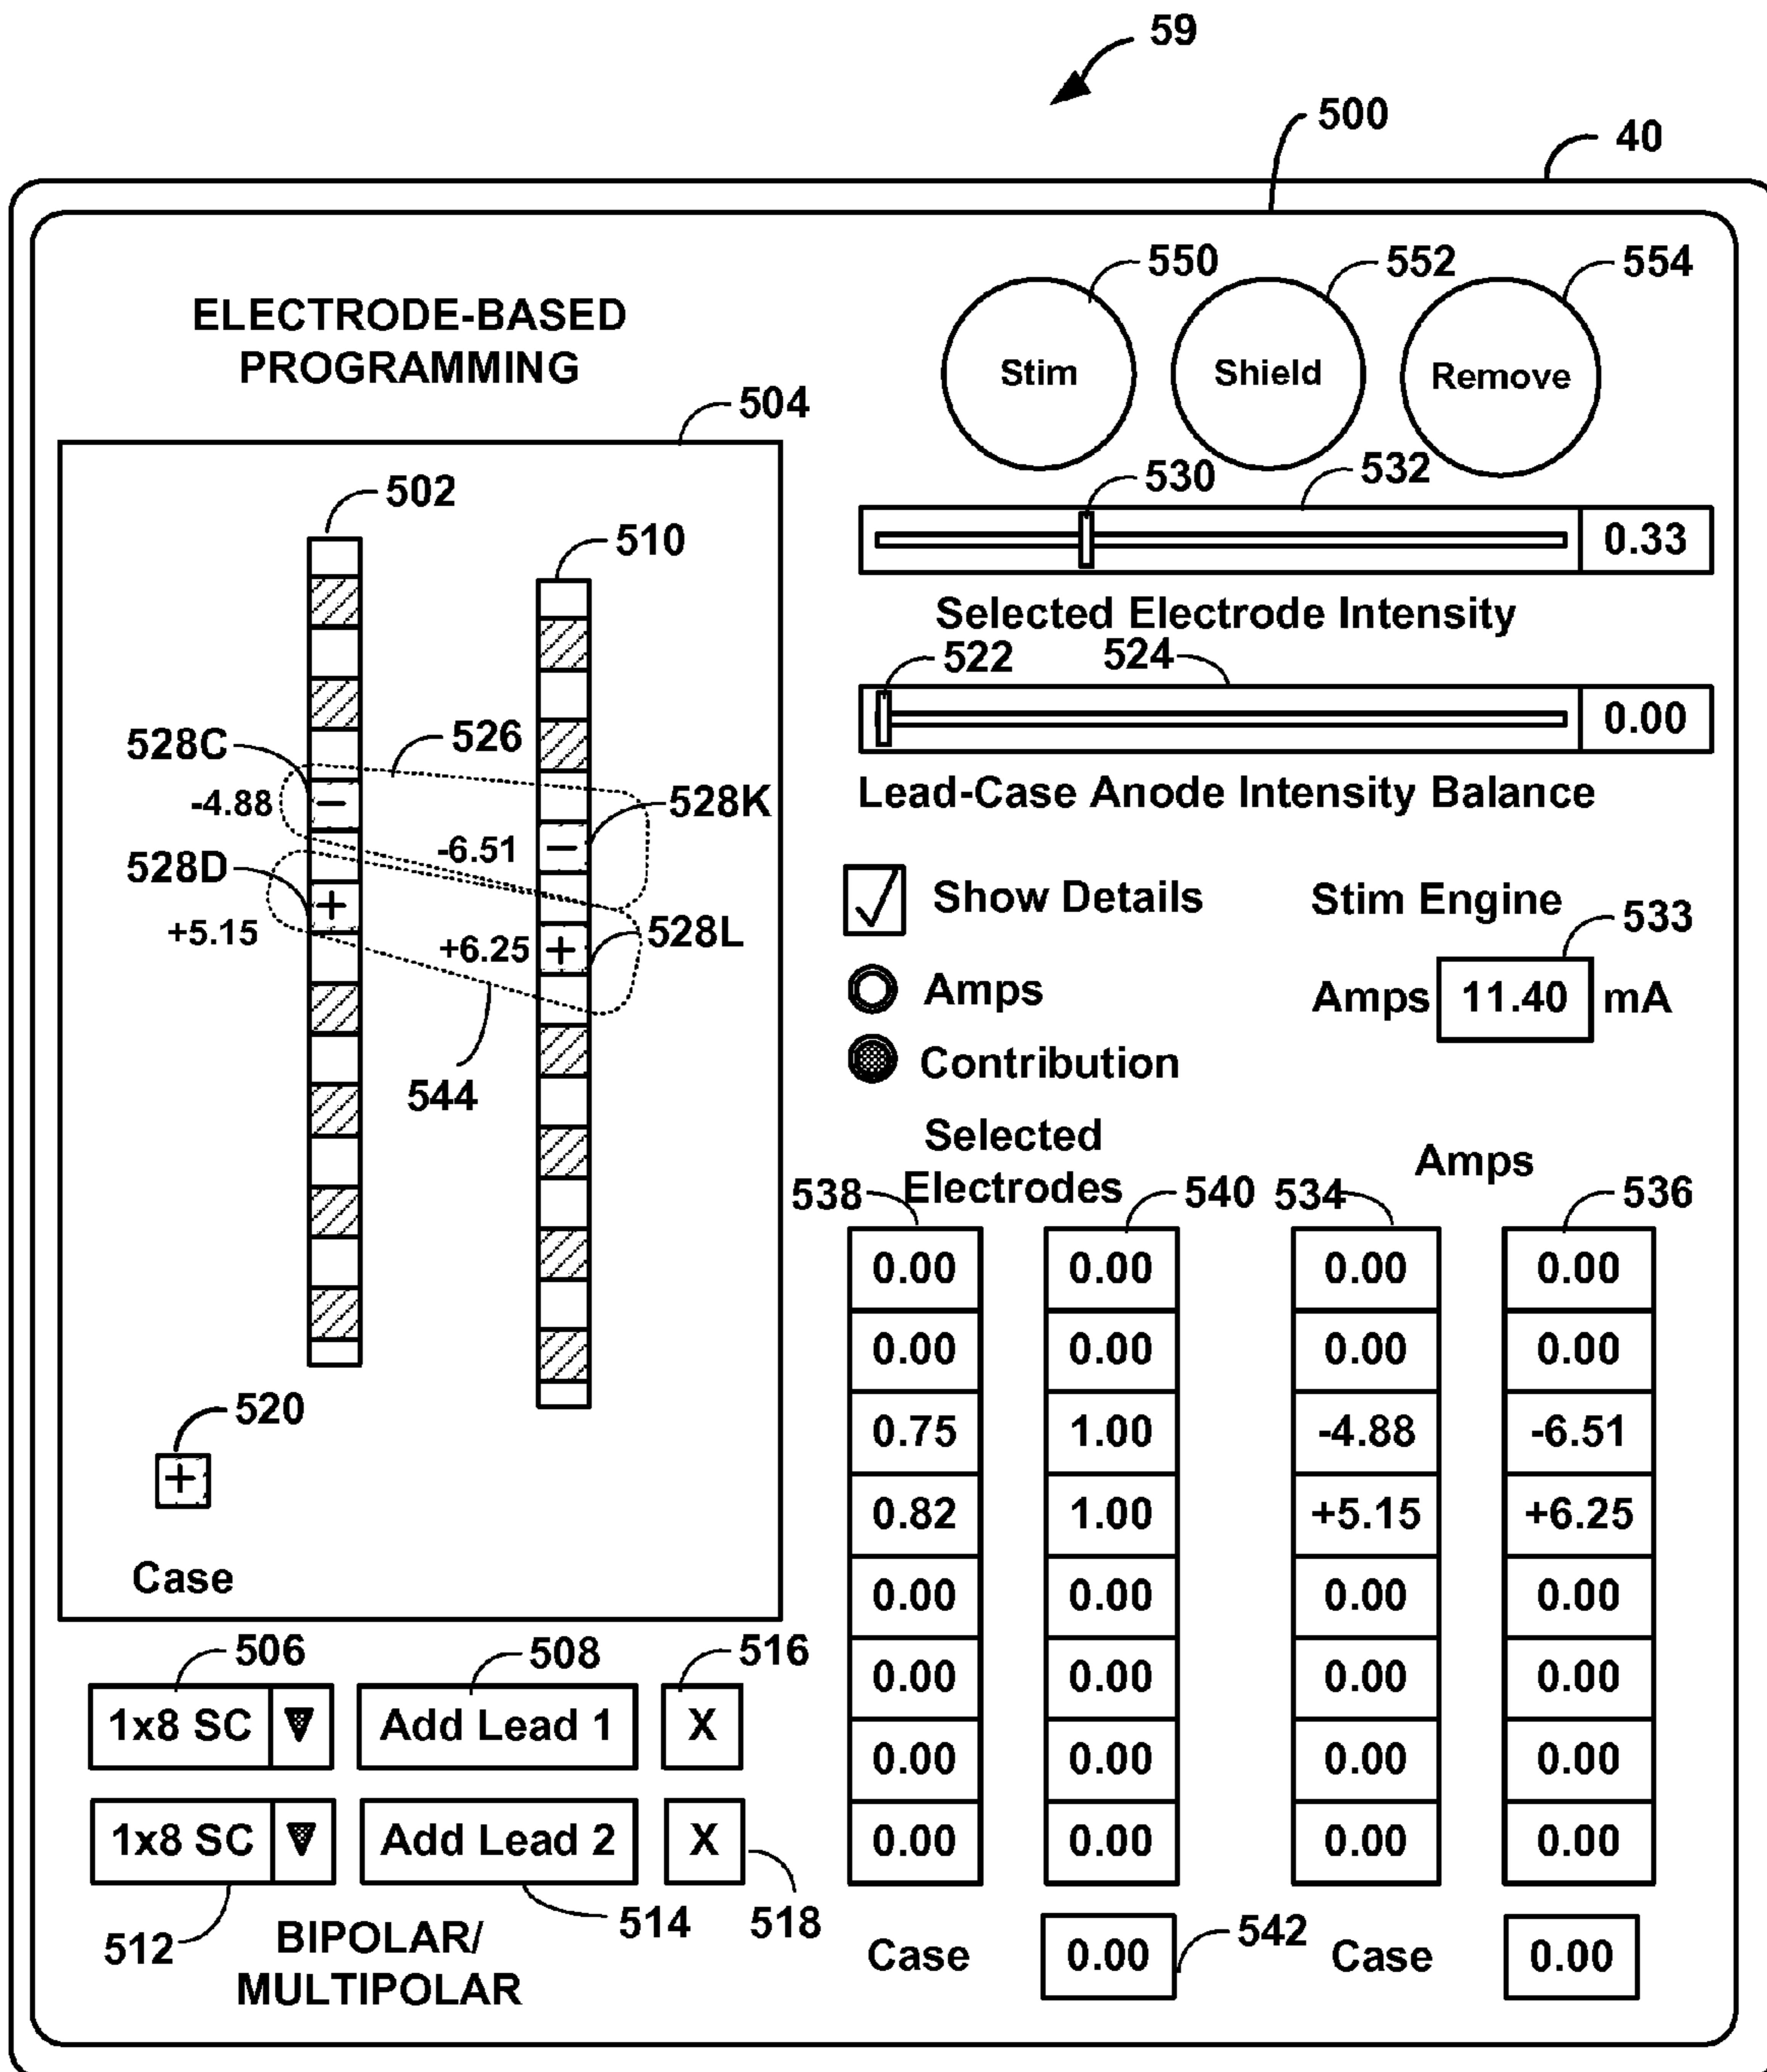 59
500
40
550
552
554
ELECTRODE-BASED
PROGRAMMING
Stim
Shield
Remove
504
502
510
530
532
0.33
Selected Electrode Intensity
522
524
0.00
Lead-Case Anode Intensity Balance
528C
526
-4.88
−
528K
-6.51
−
528D
+
+5.15
+6.25
+
528L
544
Show Details
Stim Engine
533
Amps
Amps 11.40 mA
Contribution
Selected
Electrodes
Amps
538
540
534
536
0.00 0.00 0.00 0.00
0.00 0.00 0.00 0.00
0.75 1.00 -4.88 -6.51
0.82 1.00 +5.15 +6.25
0.00 0.00 0.00 0.00
0.00 0.00 0.00 0.00
0.00 0.00 0.00 0.00
0.00 0.00 0.00 0.00
Case 0.00 542 Case 0.00
520
+
Case
506
508
516
1x8 SC Add Lead 1 X
1x8 SC Add Lead 2 X
512
514
518
BIPOLAR/
MULTIPOLAR